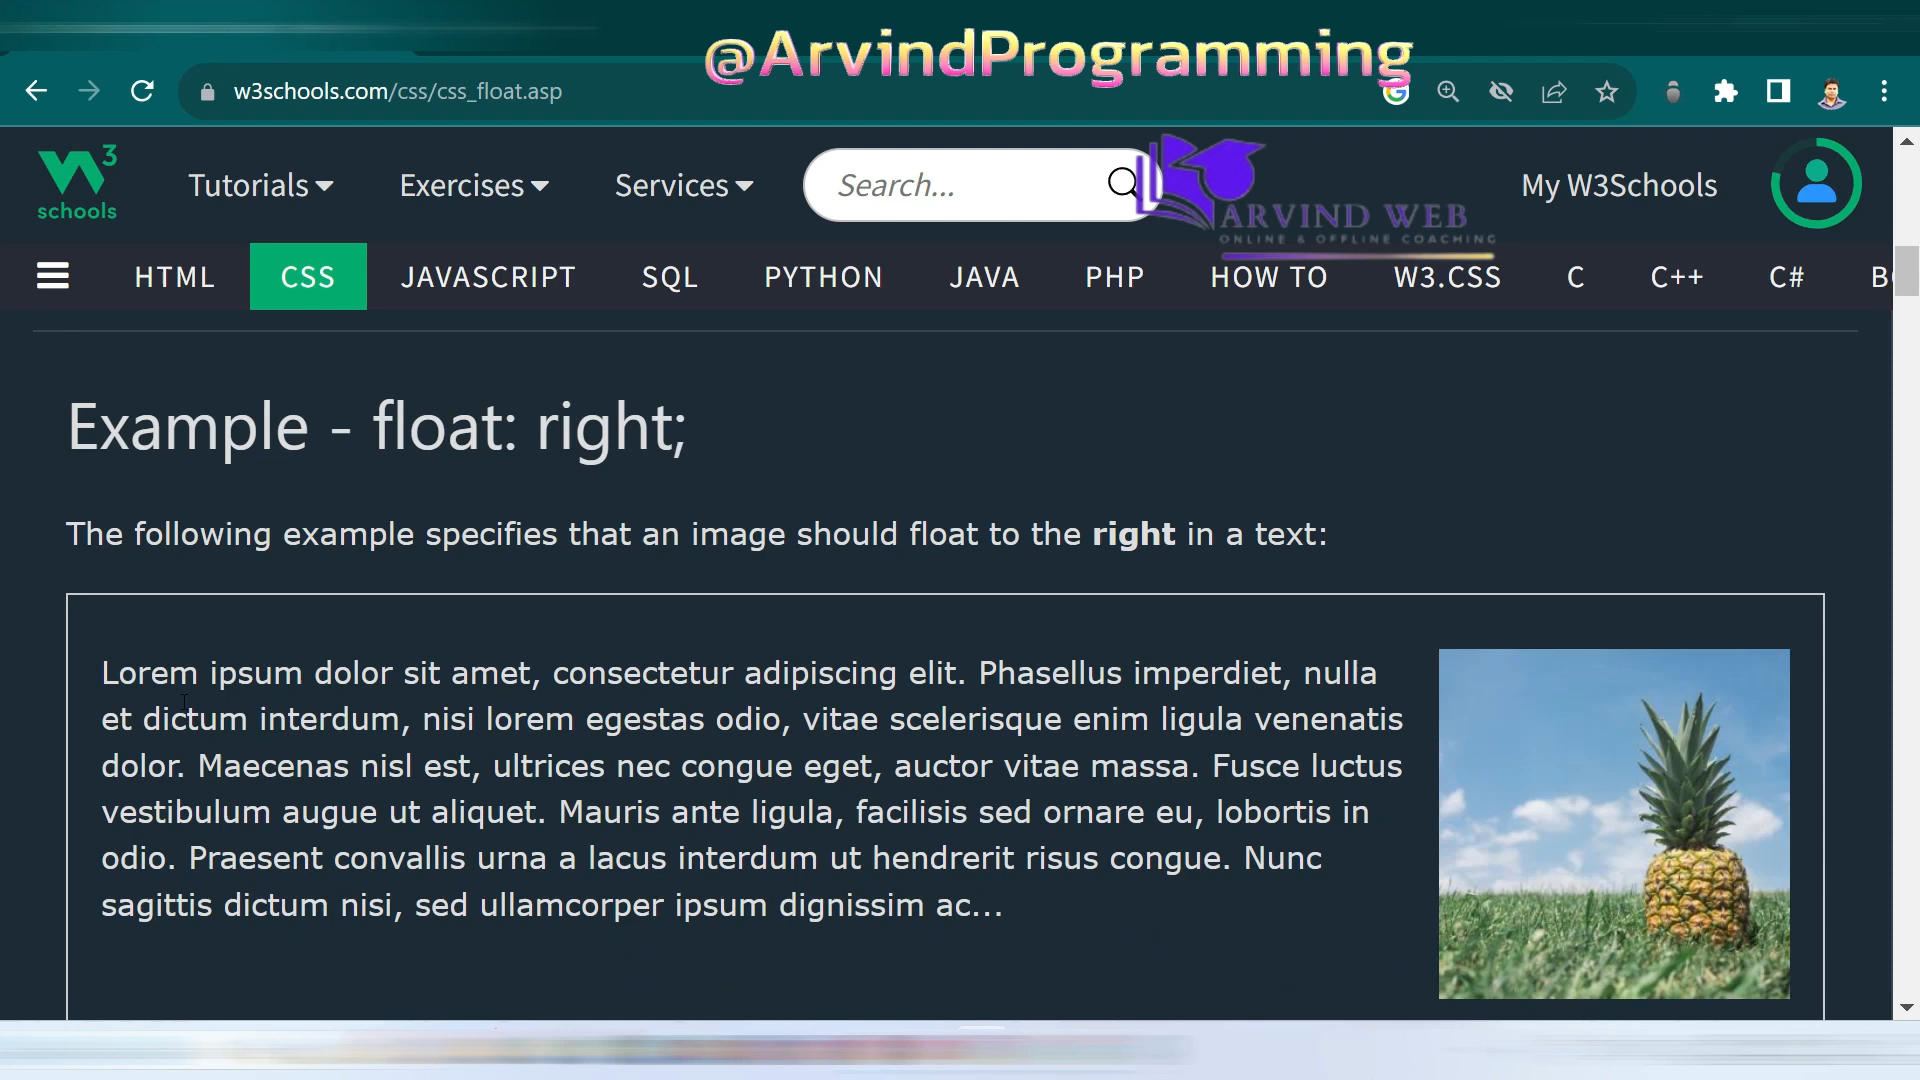 @ArvindProgramming
w3schools.com/css/css_float.asp
W3 schools
Tutorials Exercises Services Search... My W3Schools
ARVIND WEB
ONLINE & OFFLINE COACHING
HTML CSS JAVASCRIPT SQL PYTHON JAVA PHP HOW TO W3.CSS C C++ C#
Example - float: right;
The following example specifies that an image should float to the right in a text:
Lorem ipsum dolor sit amet, consectetur adipiscing elit. Phasellus imperdiet, nulla
et dictum interdum, nisi lorem egestas odio, vitae scelerisque enim ligula venenatis
dolor. Maecenas nisl est, ultrices nec congue eget, auctor vitae massa. Fusce luctus
vestibulum augue ut aliquet. Mauris ante ligula, facilisis sed ornare eu, lobortis in
odio. Praesent convallis urna a lacus interdum ut hendrerit risus congue. Nunc
sagittis dictum nisi, sed ullamcorper ipsum dignissim ac...